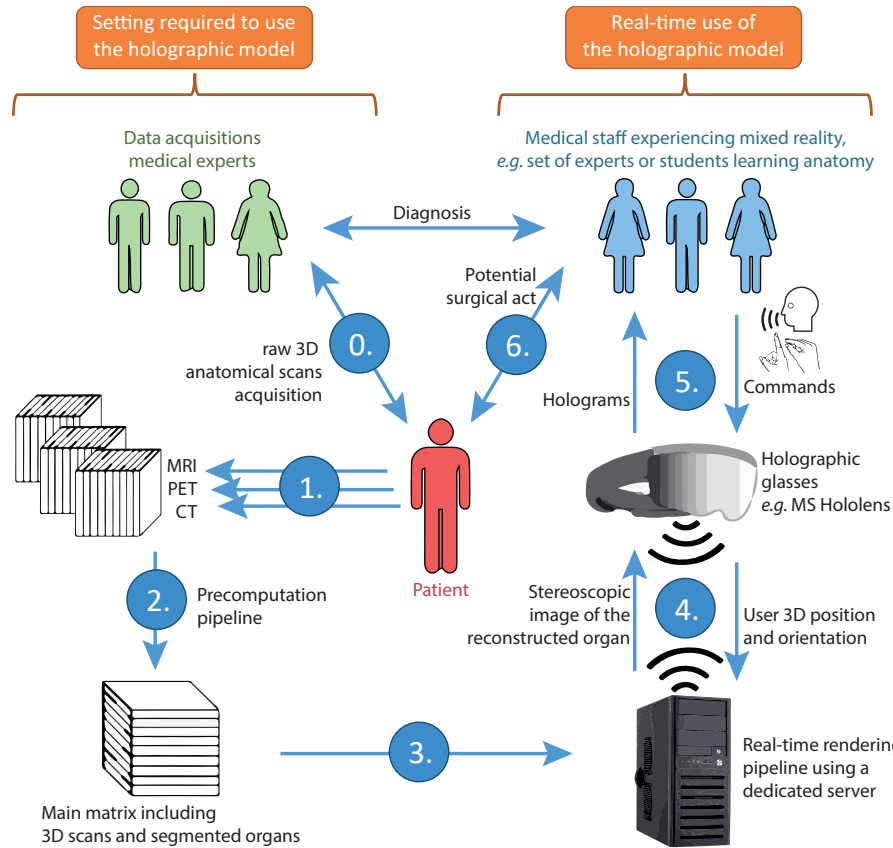 Setting required to use
the holographic model
Real-time use of
the holographic model
Data acquisitions
medical experts
Medical staff experiencing mixed reality,
e.g. set of experts or students learning anatomy
Diagnosis
Potential
surgical act
0.
6.
raw 3D
anatomical scans
acquisition
5.
Holograms
Commands
MRI
PET
CT
1.
Holographic
glasses
e.g. MS Hololens
Patient
2.
Precomputation
pipeline
Stereoscopic
image of the
reconstructed organ
4.
User 3D position
and orientation
3.
Real-time rendering
pipeline using a
dedicated server
Main matrix including
3D scans and segmented organs